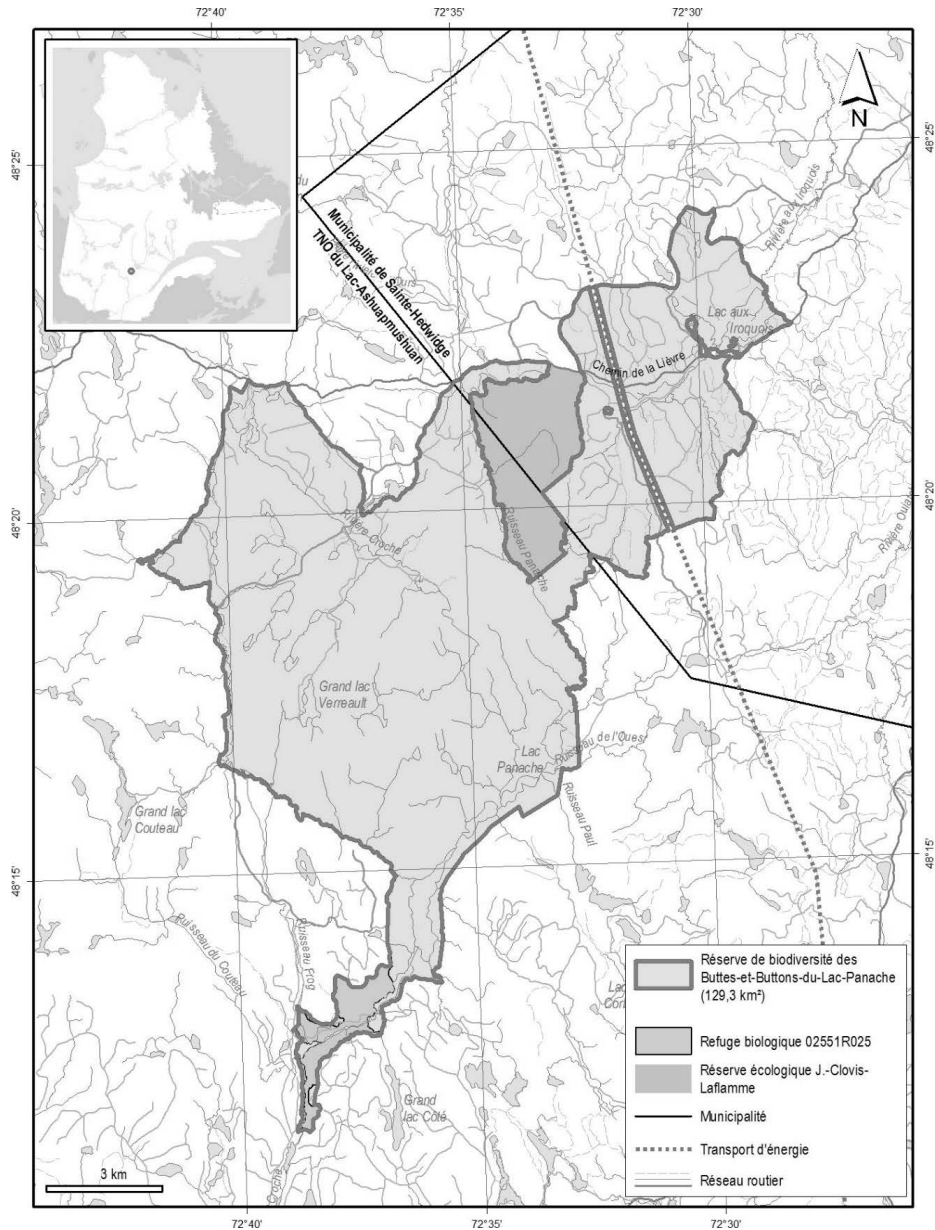 72°40'
72°35'
72°30'
N
48°25'
48°25'
Rivière aux Iroquois
Municipalité de Sainte-Hedwidge
TNO du Lac-Ashuapmushuan
Lac aux
Iroquois
Chemin de la Lièvre
48°20'
48°20'
Rivière Croche
Ruisseau Panache
Grand lac
Verreault
Lac
Panache
Ruisseau de l'Oues
Grand lac
Couteau
Ruisseau Paul
48°15'
48°15'
Ruisseau du Couteau
Ruisseau Frog
Grand
lac Côté
Croche
Réserve de biodiversité des
Buttes-et-Buttons-du-Lac-Panache
(129,3 km²)
Refuge biologique 02551R025
Réserve écologique J.-Clovis-
Laflamme
Municipalité
Transport d'énergie
Réseau routier
3 km
72°40'
72°35'
72°30'